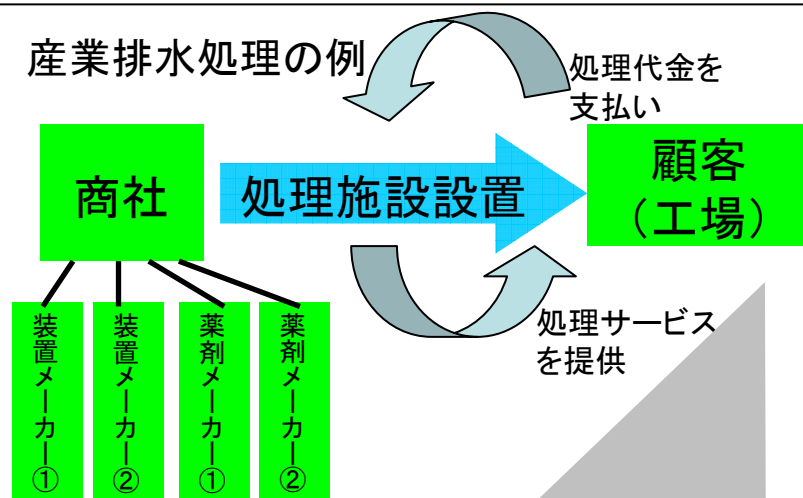 産業排水処理の例
処理代金を
支払い
商社
処理施設設置
顧客
（工場）
処理サービス
を提供
装置メーカー①
装置メーカー②
薬剤メーカー①
薬剤メーカー②